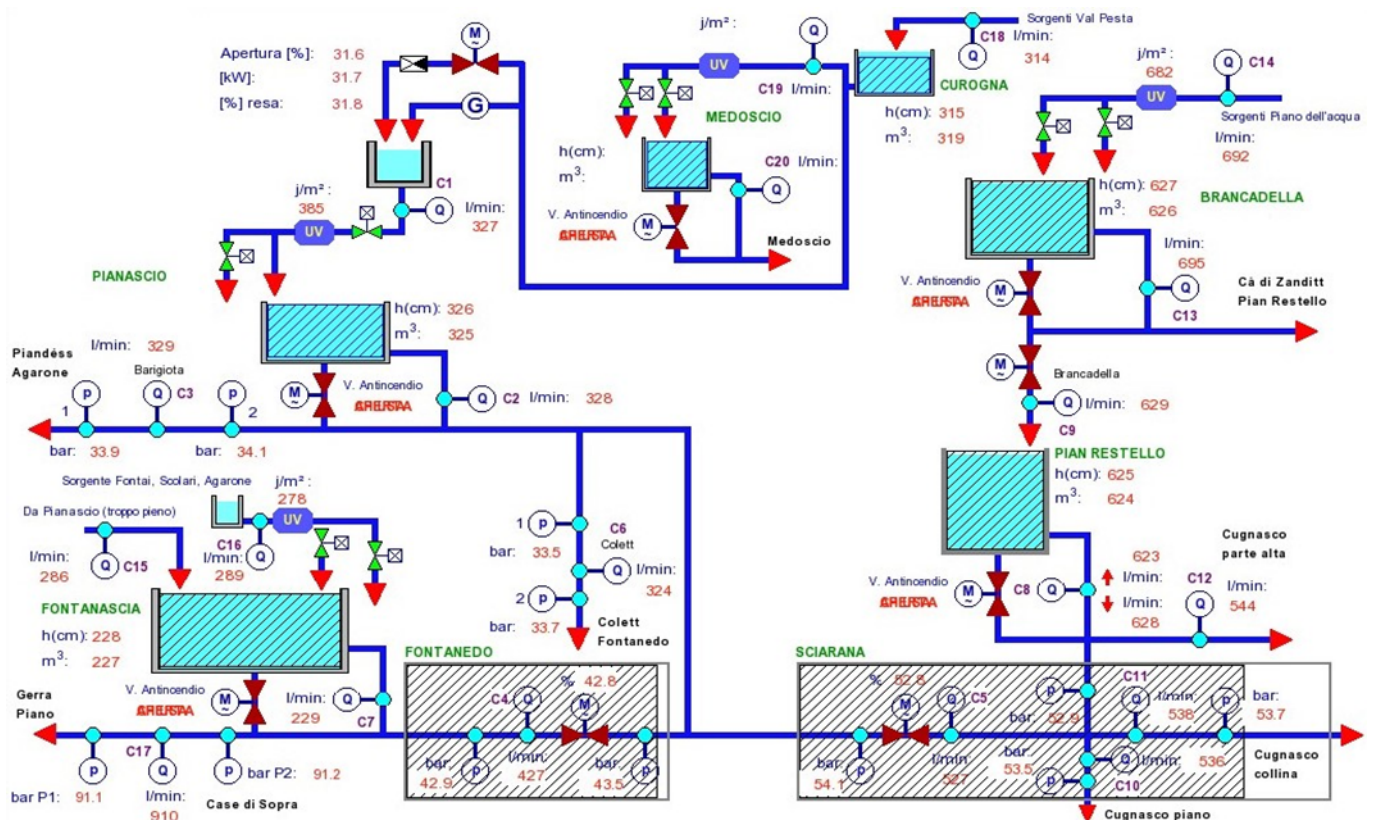 Apertura [%]: 31.6
[kW]: 31.7
[%] resa: 31.8
M
~
G
C1
Q
l/min:
327
j/m² :
385
UV
PIANASCIO
h(cm): 326
m³: 325
V. Antincendio
M
~
Q
C2 l/min: 328
Piandéss
Agarone
l/min: 329
Barigiota
p
1
Q
C3
p
2
bar: 33.9
bar: 34.1
j/m² :
UV
Q
C19 l/min:
MEDOSCIO
h(cm):
m³:
C20 l/min:
Q
V. Antincendio
M
~
Medoscio
Sorgenti Val Pesta
C18 l/min:
Q
314
CUROGNA
h(cm): 315
m³: 319
j/m² :
682
UV
Q
C14
Sorgenti Piano dell'acqua
l/min:
692
h(cm): 627
m³: 626
BRANCADELLA
l/min:
695
V. Antincendio
M
~
Q
C13
Cà di Zanditt
Pian Restello
M
~
Brancadella
Q
l/min: 629
C9
PIAN RESTELLO
h(cm): 625
m³: 624
V. Antincendio
M
~
C8
Q
623
l/min:
l/min:
628
Cugnasco
parte alta
C12
Q
l/min:
544
Sorgente Fontai, Scolari, Agarone
j/m² :
278
UV
Da Pianascio (troppo pieno)
l/min:
286
Q
C15
C16
Q
l/min:
289
FONTANASCIA
h(cm): 228
m³: 227
V. Antincendio
M
~
l/min:
229
Q
C7
Gerra
Piano
p
bar P1: 91.1
C17
Q
l/min:
910
p
bar P2: 91.2
Case di Sopra
1
p
bar: 33.5
C6
Colett
Q
l/min:
324
2
p
bar: 33.7
Colett
Fontanedo
FONTANEDO
% 42.8
C4
Q
M
~
bar:
42.9
p
l/min:
427
bar:
43.5
p
SCIARANA
% 52.8
M
~
Q
C5
bar:
54.1
p
l/min:
527
p
bar:
52.9
C11
Q
l/min:
538
p
bar:
53.7
bar:
53.5
p
Q
C10
536
Cugnasco
collina
Cugnasco piano